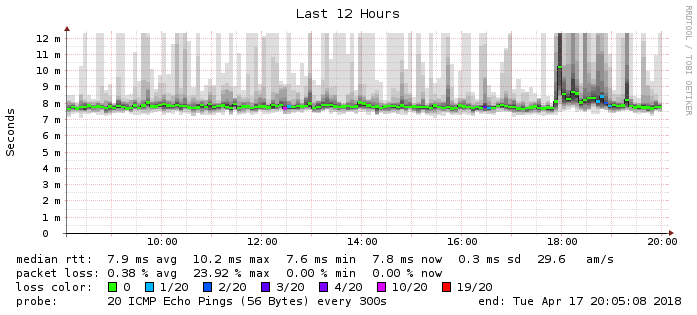 Last 12 Hours
RRDTOOL / TOBI OETIKER
Seconds
12 m
11 m
10 m
9 m
8 m
7 m
6 m
5 m
4 m
3 m
2 m
1 m
0
10:00 12:00 14:00 16:00 18:00 20:00
median rtt: 7.9 ms avg 10.2 ms max 7.6 ms min 7.8 ms now 0.3 ms sd 29.6 am/s
packet loss: 0.38 % avg 23.92 % max 0.00 % min 0.00 % now
loss color: 0 1/20 2/20 3/20 4/20 10/20 19/20
probe: 20 ICMP Echo Pings (56 Bytes) every 300s end: Tue Apr 17 20:05:08 2018